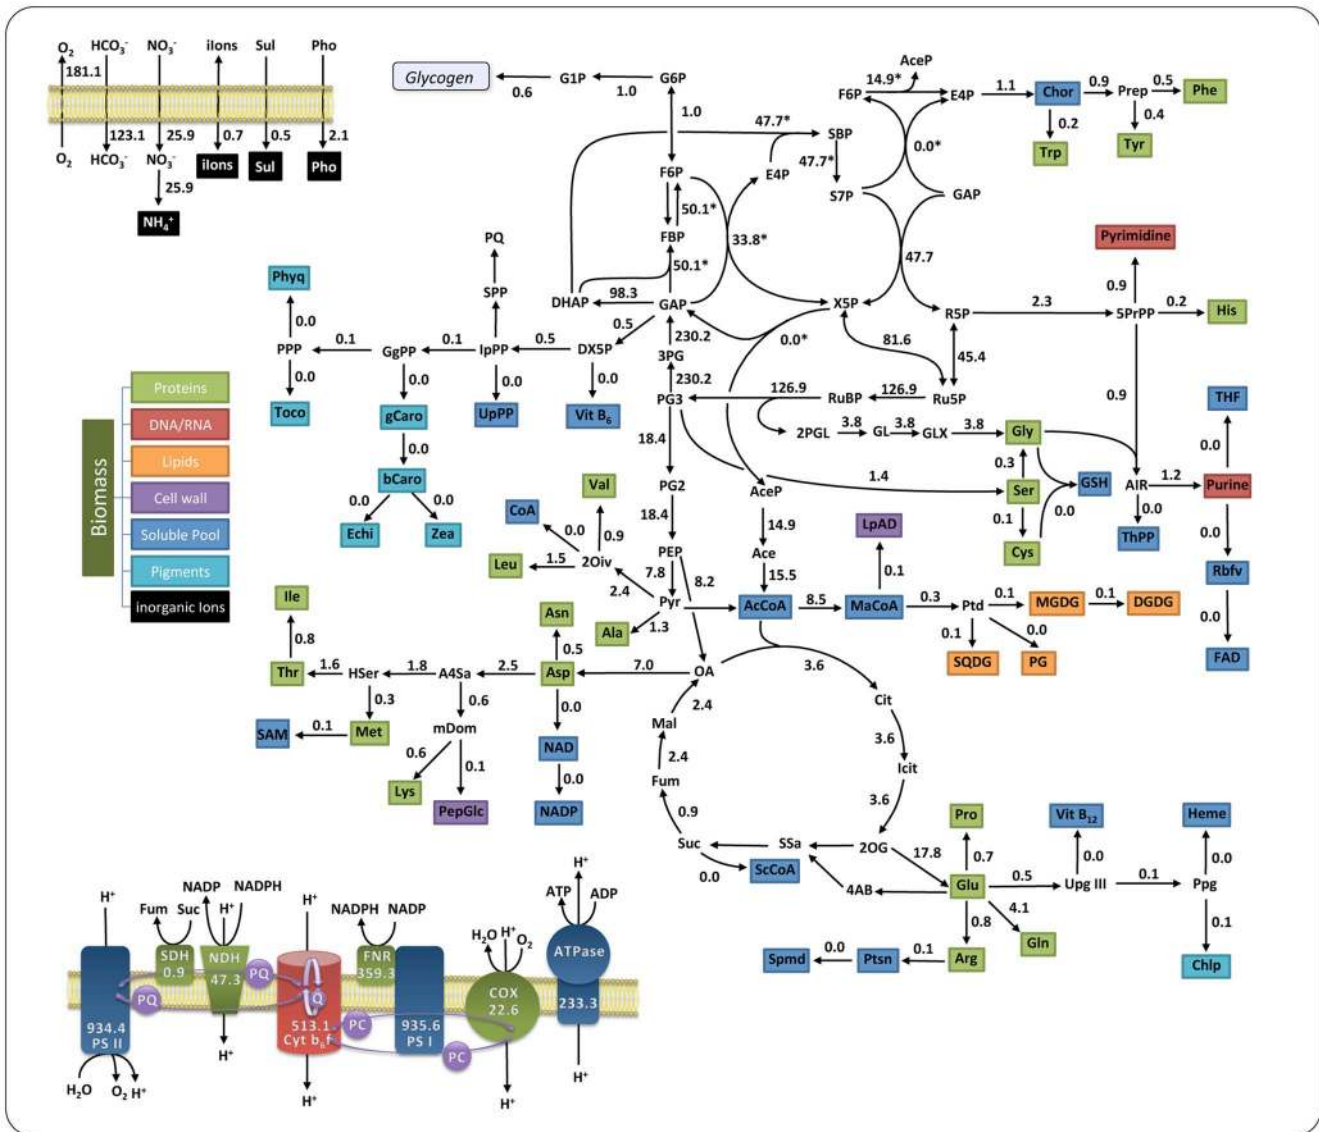 O₂ HCO₃⁻ NO₃⁻ iIons Sul Pho
181.1
123.1 25.9 0.7 0.5 2.1
O₂ HCO₃⁻ NO₃⁻ iIons Sul Pho
25.9
NH₄⁺
Glycogen 0.6 G1P 1.0 G6P
1.0
F6P
50.1*
FBP
50.1*
33.8*
DHAP 98.3 GAP
230.2
3PG
230.2
PG3
18.4
PG2
18.4
PEP
7.8 8.2
Pyr
AceP
14.9*
F6P E4P 1.1 Chor 0.9 Prep 0.5 Phe
0.2 0.4
Trp Tyr
47.7* SBP
47.7*
E4P S7P GAP
0.0*
47.7
X5P R5P 2.3 5PrPP 0.2 His
0.9
Pyrimidine
0.0* 81.6 45.4
126.9 RuBP 126.9 Ru5P
2PGL 3.8 GL 3.8 GLX 3.8 Gly
0.3
1.4 Ser
0.1 0.0
Cys GSH
0.9
AIR 1.2 Purine
0.0
ThPP
THF
0.0
0.0
Rbfv
0.0
FAD
PQ
SPP
Phyq
0.0
PPP 0.1 GgPP 0.1 IpPP 0.5 DX5P 0.5
0.0 0.0 0.0 0.0
Toco gCaro UpPP Vit B₆
0.0
bCaro
0.0 0.0
Echi Zea
Biomass
Proteins
DNA/RNA
Lipids
Cell wall
Soluble Pool
Pigments
inorganic Ions
Val
CoA 0.0 0.9
Leu 1.5 2Oiv
2.4
Ala 1.3
AceP
14.9
Ace
15.5
AcCoA 8.5 MaCoA 0.3 Ptd 0.1 MGDG 0.1 DGDG
LpAD
0.1
0.1 0.0
SQDG PG
Ile
0.8
Thr 1.6 HSer 1.8 A4Sa 2.5 Asp 7.0 OA
Asn
0.5
0.3 0.6 0.0
SAM 0.1 Met mDom NAD
0.6 0.1 0.0
Lys PepGlc NADP
3.6
Cit
3.6
Icit
3.6
2OG
SSa
Suc
0.0 ScCoA
0.9
Fum
2.4
Mal
2.4
4AB
17.8
Pro
0.7
Glu 0.5 Upg III 0.1 Ppg
0.8 4.1
Arg Gln
0.1
Ptsn
0.0
Spmd
Vit B₁₂
0.0
Heme
0.0
0.1
Chlp
H⁺ Fum Suc NADP H⁺ NADPH H⁺ NADPH NADP H₂O H⁺ O₂ ATP H⁺ ADP
SDH
0.9
NDH
47.3
FNR
359.3
ATPase
233.3
PQ
PQ
Q
COX
22.6
934.4
PS II
513.1
Cyt b₆f
PC
PC
935.6
PS I
H₂O O₂ H⁺ H⁺ H⁺ H⁺ H⁺